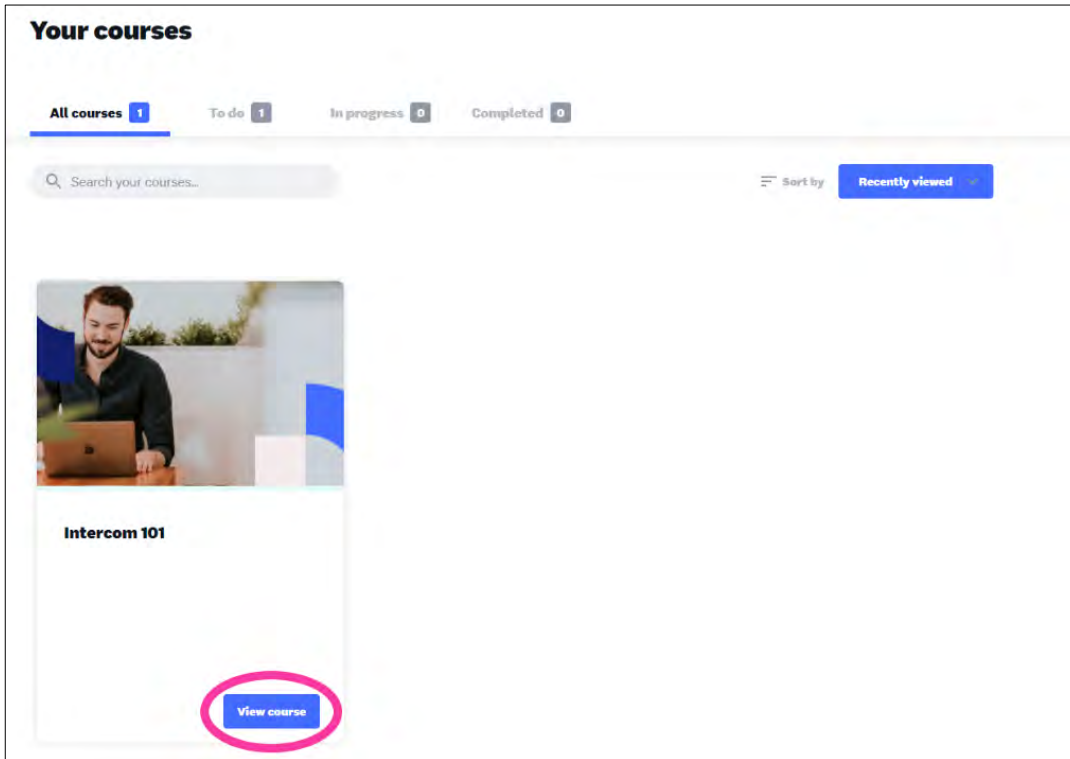 Your courses
All courses 1 To do 1 In progress 0 Completed 0
Search your courses... Sort by Recently viewed
Intercom 101
View course